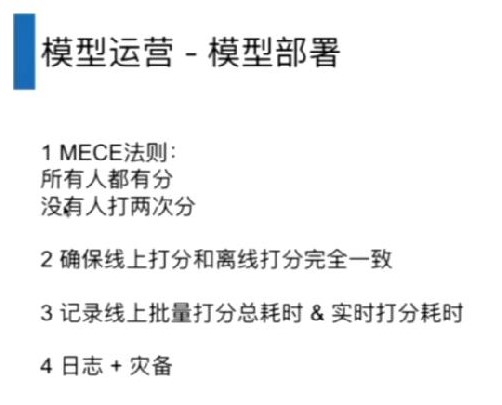 模型运营 - 模型部署
1 MECE法则：
所有人都有分
没有人打两次分
2 确保线上打分和离线打分完全一致
3 记录线上批量打分总耗时 & 实时打分耗时
4 日志 + 灾备